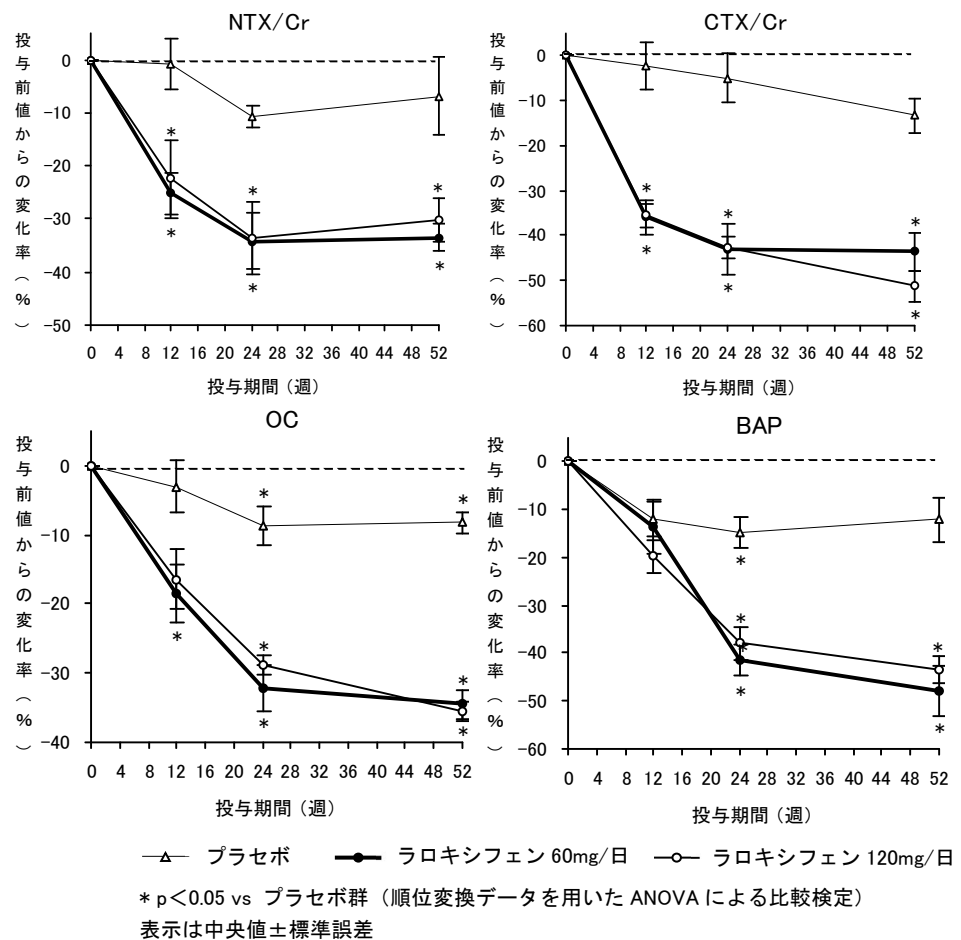 NTX/Cr
投与前値からの変化率（%）
0
-10
-20
-30
-40
-50
* * * * * *
0 4 8 12 16 20 24 28 32 36 40 44 48 52
投与期間（週）
CTX/Cr
投与前値からの変化率（%）
0
-10
-20
-30
-40
-50
-60
* * * * * *
0 4 8 12 16 20 24 28 32 36 40 44 48 52
投与期間（週）
OC
投与前値からの変化率（%）
0
-10
-20
-30
-40
* * * * * * *
0 4 8 12 16 20 24 28 32 36 40 44 48 52
投与期間（週）
BAP
投与前値からの変化率（%）
0
-10
-20
-30
-40
-50
-60
* * * * * *
0 4 8 12 16 20 24 28 32 36 40 44 48 52
投与期間（週）
プラセボ ラロキシフェン 60mg/日 ラロキシフェン 120mg/日
* p＜0.05 vs プラセボ群（順位変換データを用いた ANOVA による比較検定）
表示は中央値±標準誤差